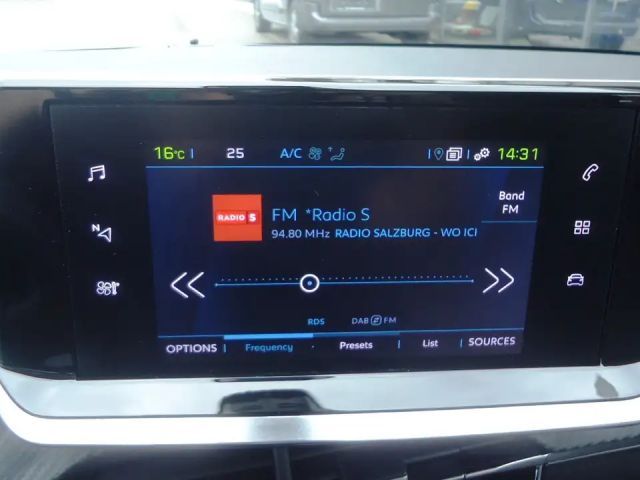 16°C 25 A/C 14:31
N
RADIO S
FM *Radio S
94.80 MHz RADIO SALZBURG - WO ICI
Band
FM
RDS DAB FM
OPTIONS Frequency Presets List SOURCES